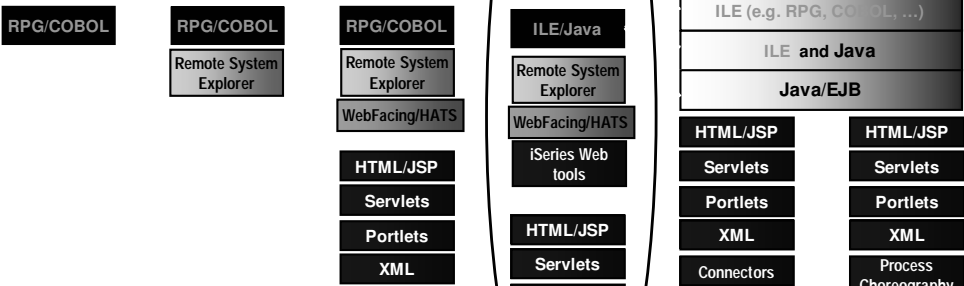 RPG/COBOL
RPG/COBOL
Remote System
Explorer
RPG/COBOL
Remote System
Explorer
WebFacing/HATS
HTML/JSP
Servlets
Portlets
XML
ILE/Java
Remote System
Explorer
WebFacing/HATS
iSeries Web
tools
HTML/JSP
Servlets
ILE (e.g. RPG, COBOL, ...)
ILE and Java
Java/EJB
HTML/JSP
Servlets
Portlets
XML
Connectors
HTML/JSP
Servlets
Portlets
XML
Process
Choreography